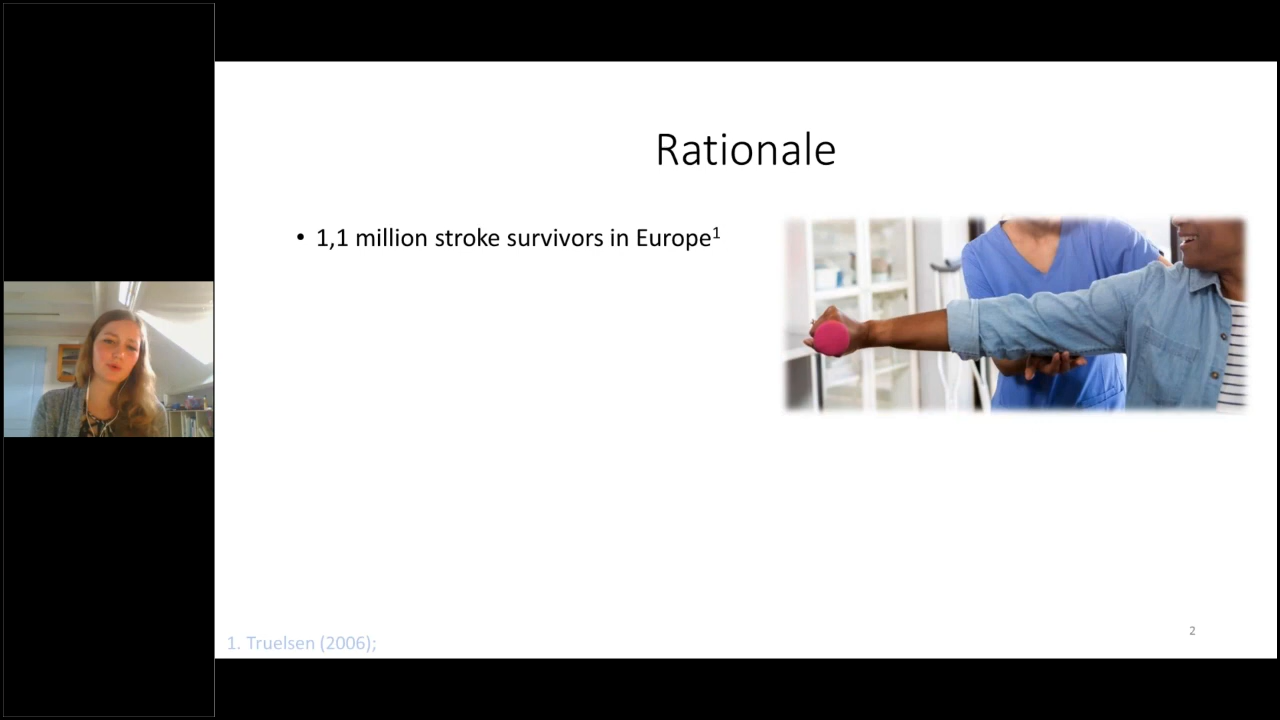 Rationale
• 1,1 million stroke survivors in Europe¹
1. Truelsen (2006);
2